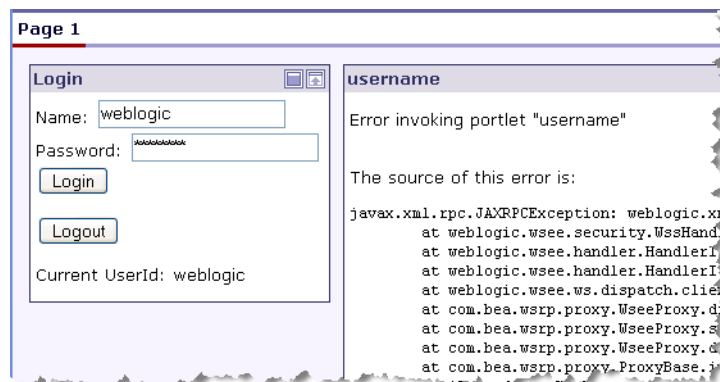 Page 1
Login
Name: weblogic
Password: **********
Login
Logout
Current UserId: weblogic
username
Error invoking portlet "username"
The source of this error is:
javax.xml.rpc.JAXRPCException: weblogic.x
at weblogic.wsee.security.WssHand
at weblogic.wsee.handler.HandlerI
at weblogic.wsee.handler.HandlerI
at weblogic.wsee.ws.dispatch.clie
at com.bea.wsrp.proxy.WseeProxy.d
at com.bea.wsrp.proxy.WseeProxy.s
at com.bea.wsrp.proxy.WseeProxy.d
at com.bea.wsrp.proxy.ProxyBase.i